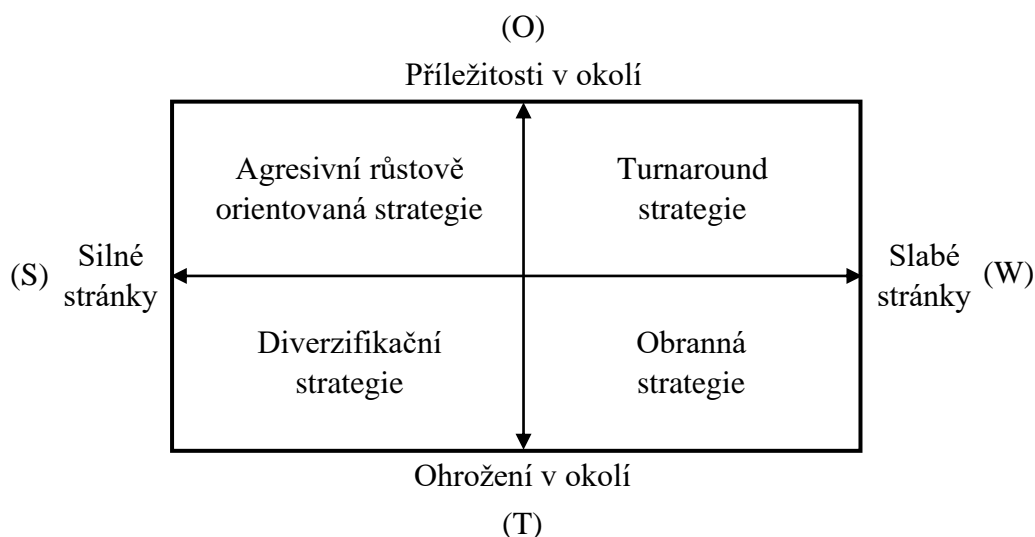 (O)
Příležitosti v okolí
Agresivní růstově
orientovaná strategie
Turnaround
strategie
(S)
Silné
stránky
Slabé
stránky
(W)
Diverzifikační
strategie
Obranná
strategie
Ohrožení v okolí
(T)